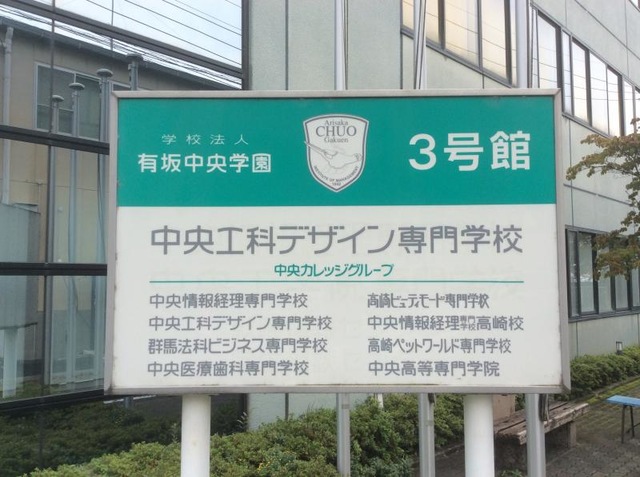 学校法人
有坂中央学園
Arisaka
CHUO
Gakuen
3号館
中央工科デザイン専門学校
中央カレッジグループ
中央情報経理専門学校
中央工科デザイン専門学校
群馬法科ビジネス専門学校
中央医療歯科専門学校
高崎ビューティモード専門学校
中央情報経理専門学校高崎校
高崎ペットワールド専門学校
中央高等専門学院